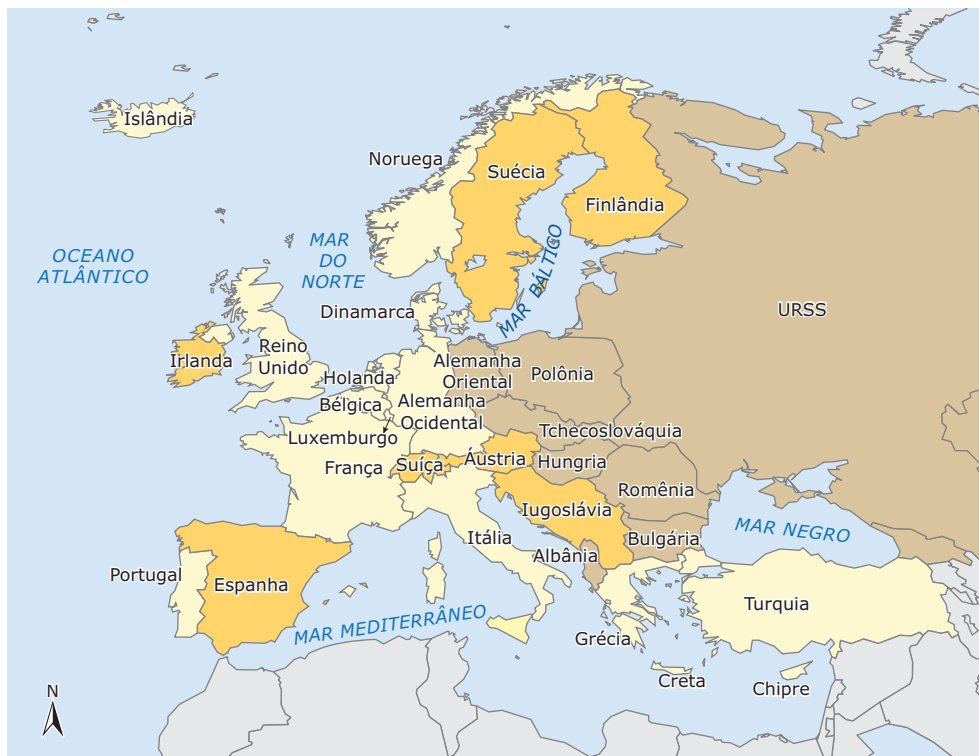 Islândia
Noruega
Suécia
Finlândia
OCEANO
ATLÂNTICO
MAR
DO
NORTE
MAR BÁLTICO
Dinamarca
URSS
Irlanda
Reino
Unido
Holanda
Alemanha
Oriental
Polônia
Bélgica
Alemanha
Ocidental
Luxemburgo
Tchecoslováquia
França
Suíça
Áustria
Hungria
Romênia
Iugoslávia
MAR NEGRO
Itália
Albânia
Bulgária
Portugal
Espanha
Turquia
MAR MEDITERRÂNEO
Grécia
Creta
Chipre
N